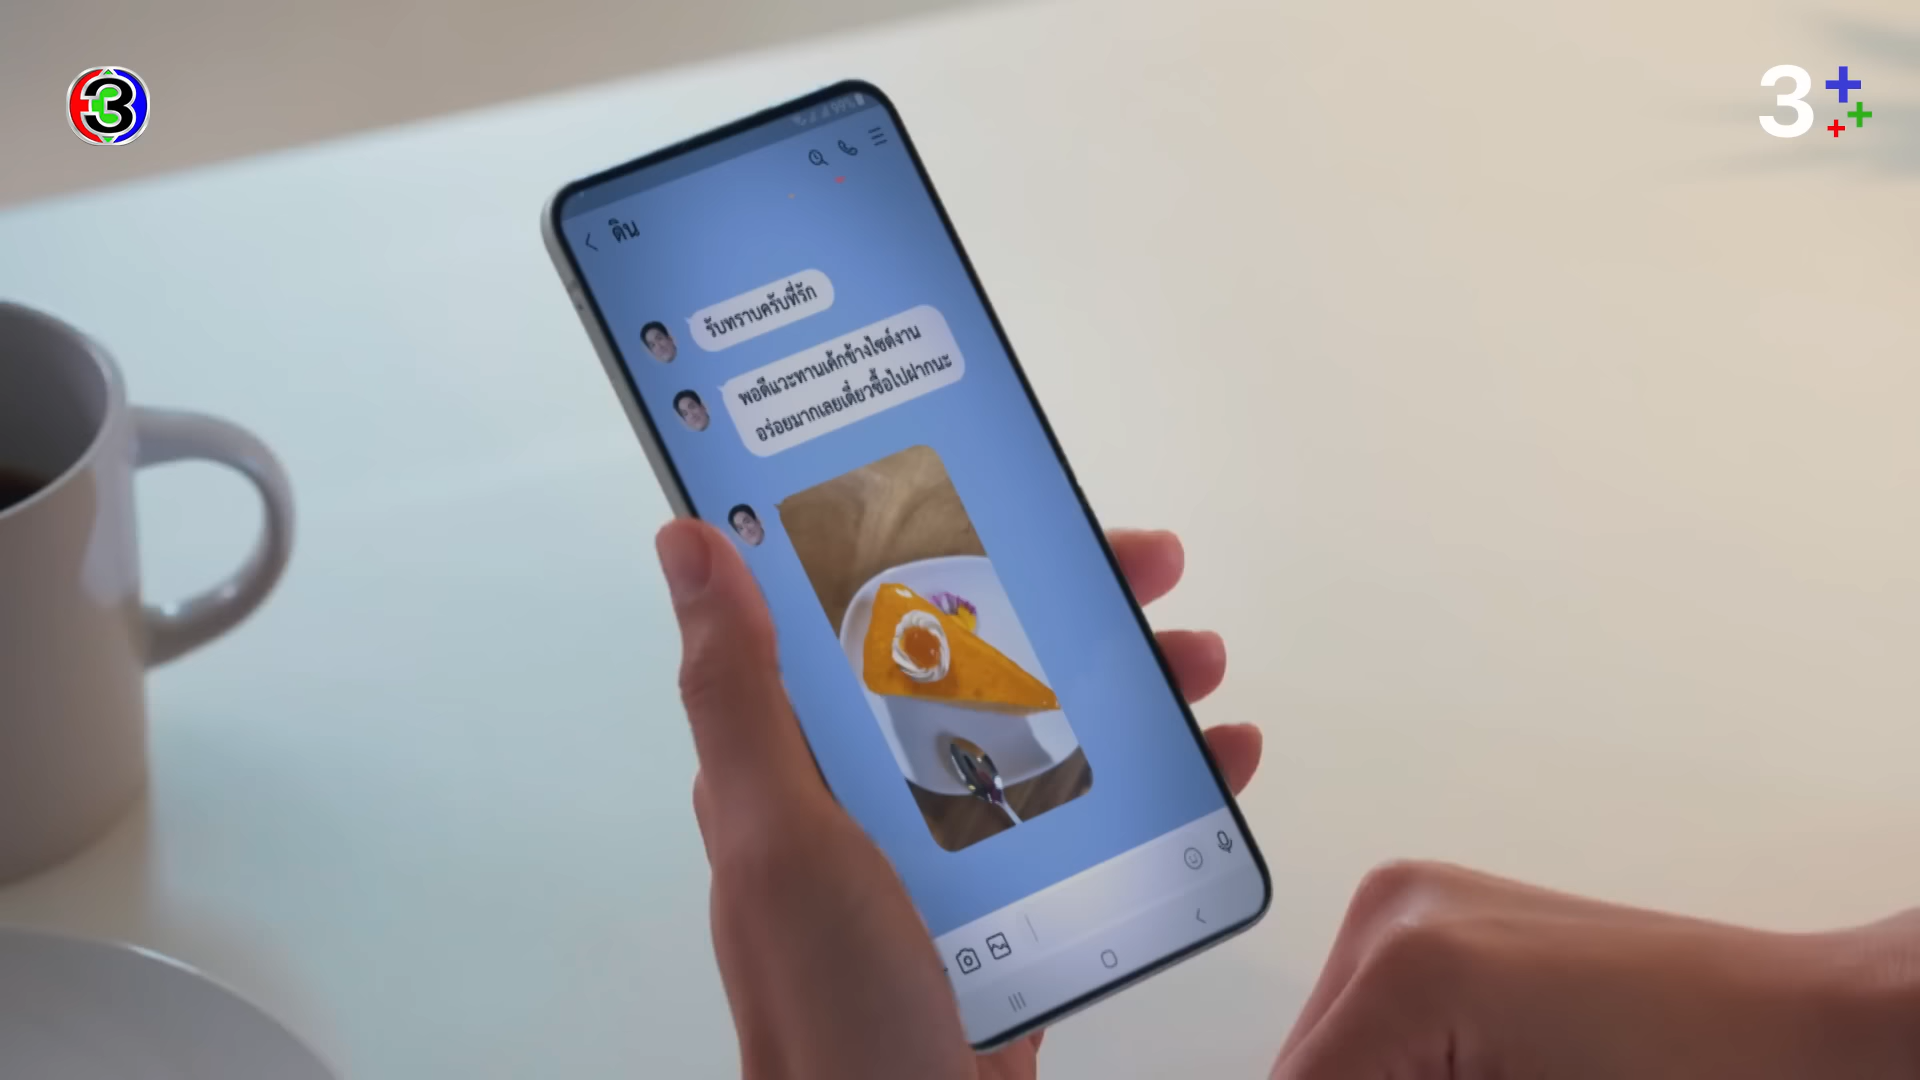 3
3
99%
ดิน
รับทราบครับที่รัก
พอดีแวะทานเค้กข้างไซต์งาน
อร่อยมากเลยเดี๋ยวซื้อไปฝากนะ